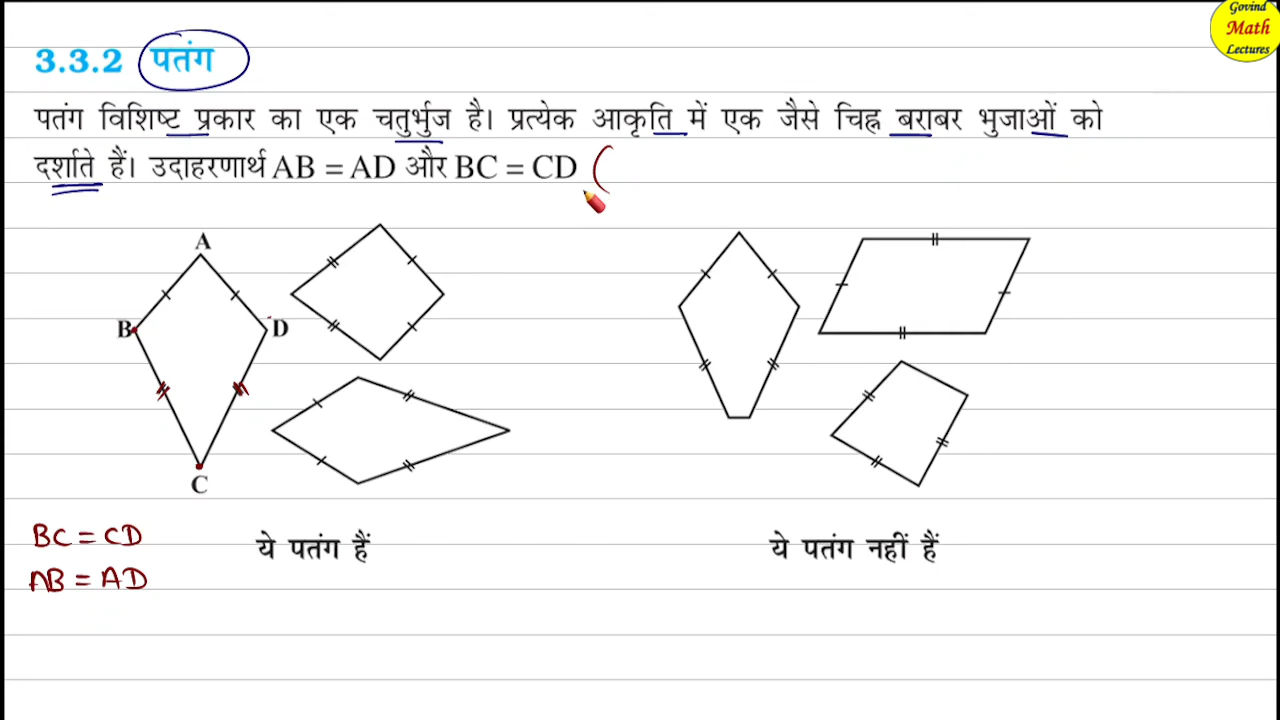 Govind
Math
Lectures
3.3.2 पतंग
पतंग विशिष्ट प्रकार का एक चतुर्भुज है। प्रत्येक आकृति में एक जैसे चिह्न बराबर भुजाओं को
दर्शाते हैं। उदाहरणार्थ AB = AD और BC = CD (
A
B
D
C
BC = CD
AB = AD
ये पतंग हैं
ये पतंग नहीं हैं